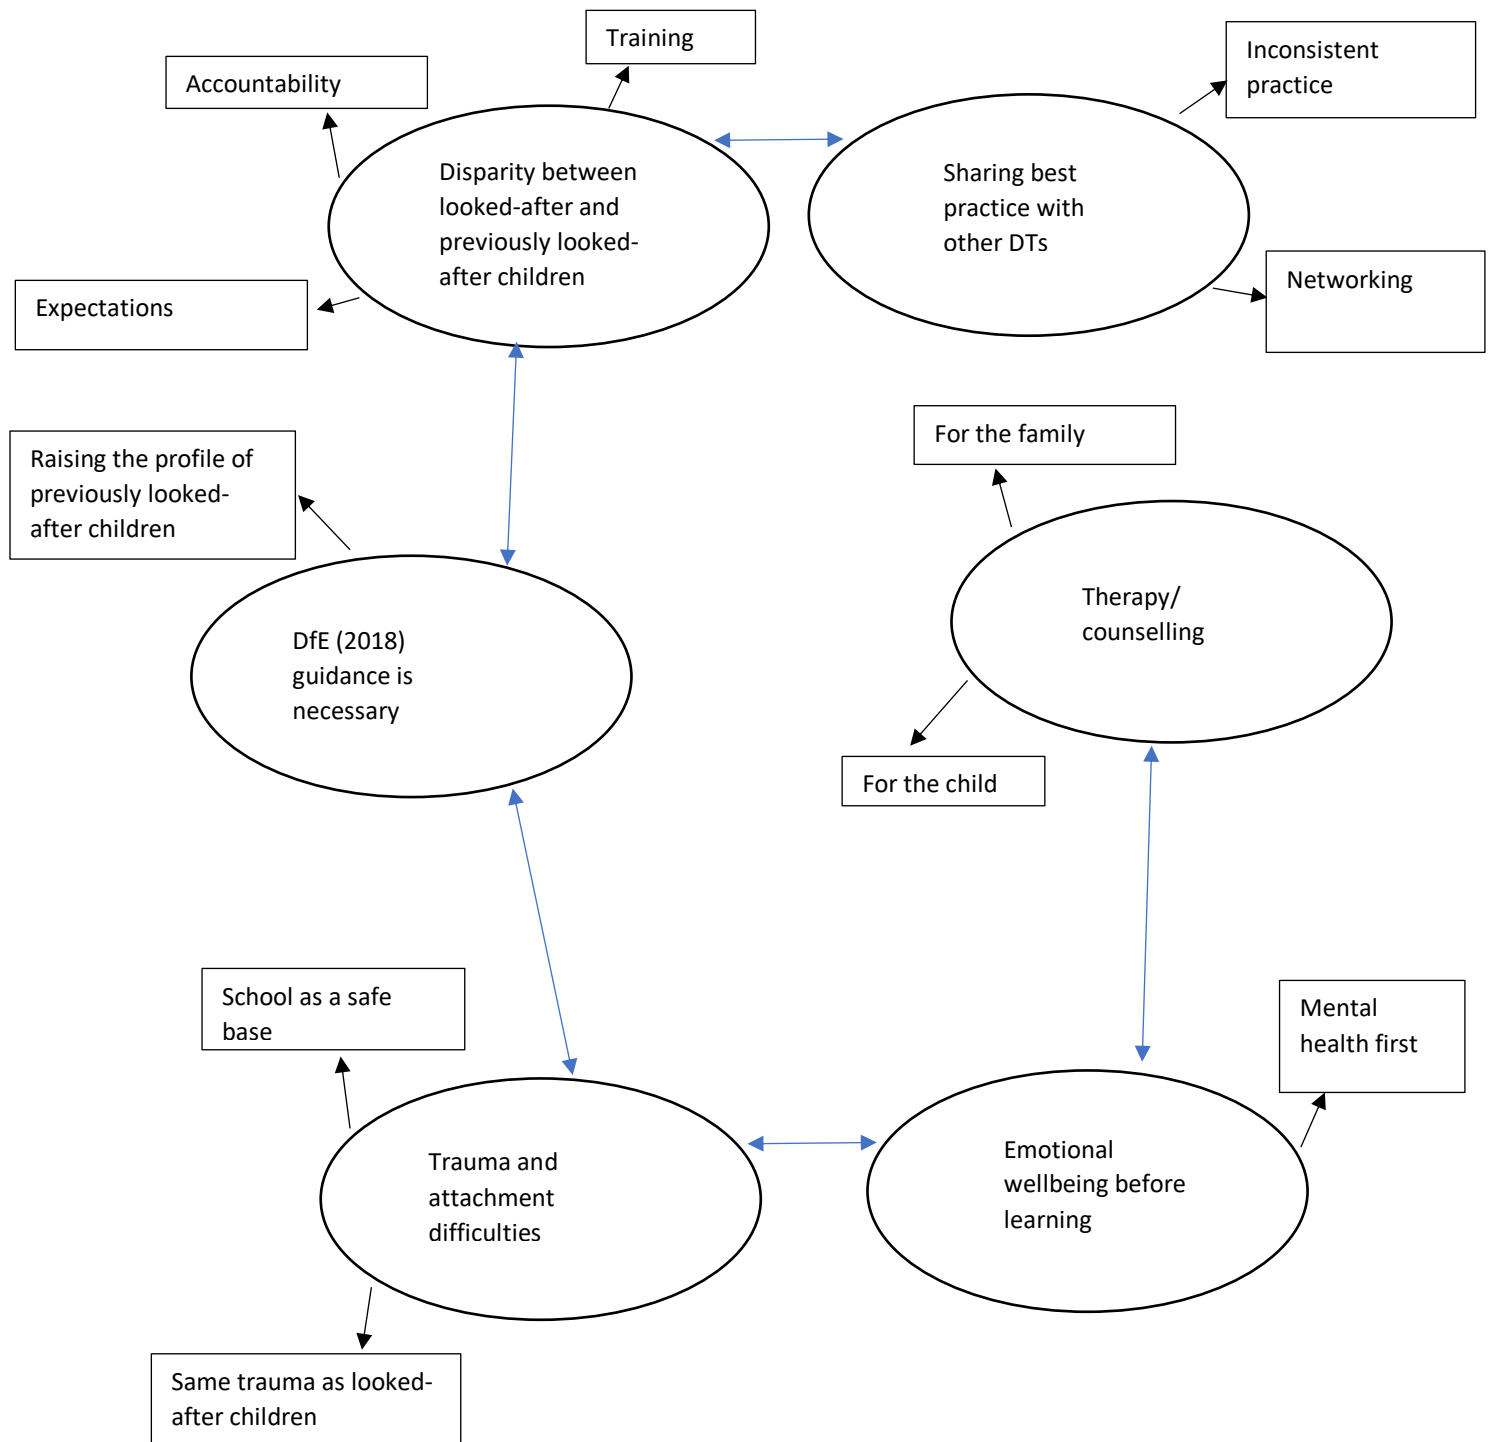 Training
Accountability
Inconsistent
practice
Disparity between
looked-after and
previously looked-
after children
Sharing best
practice with
other DTs
Expectations
Networking
For the family
Raising the profile of
previously looked-
after children
Therapy/
counselling
DfE (2018)
guidance is
necessary
For the child
School as a safe
base
Mental
health first
Trauma and
attachment
difficulties
Emotional
wellbeing before
learning
Same trauma as looked-
after children